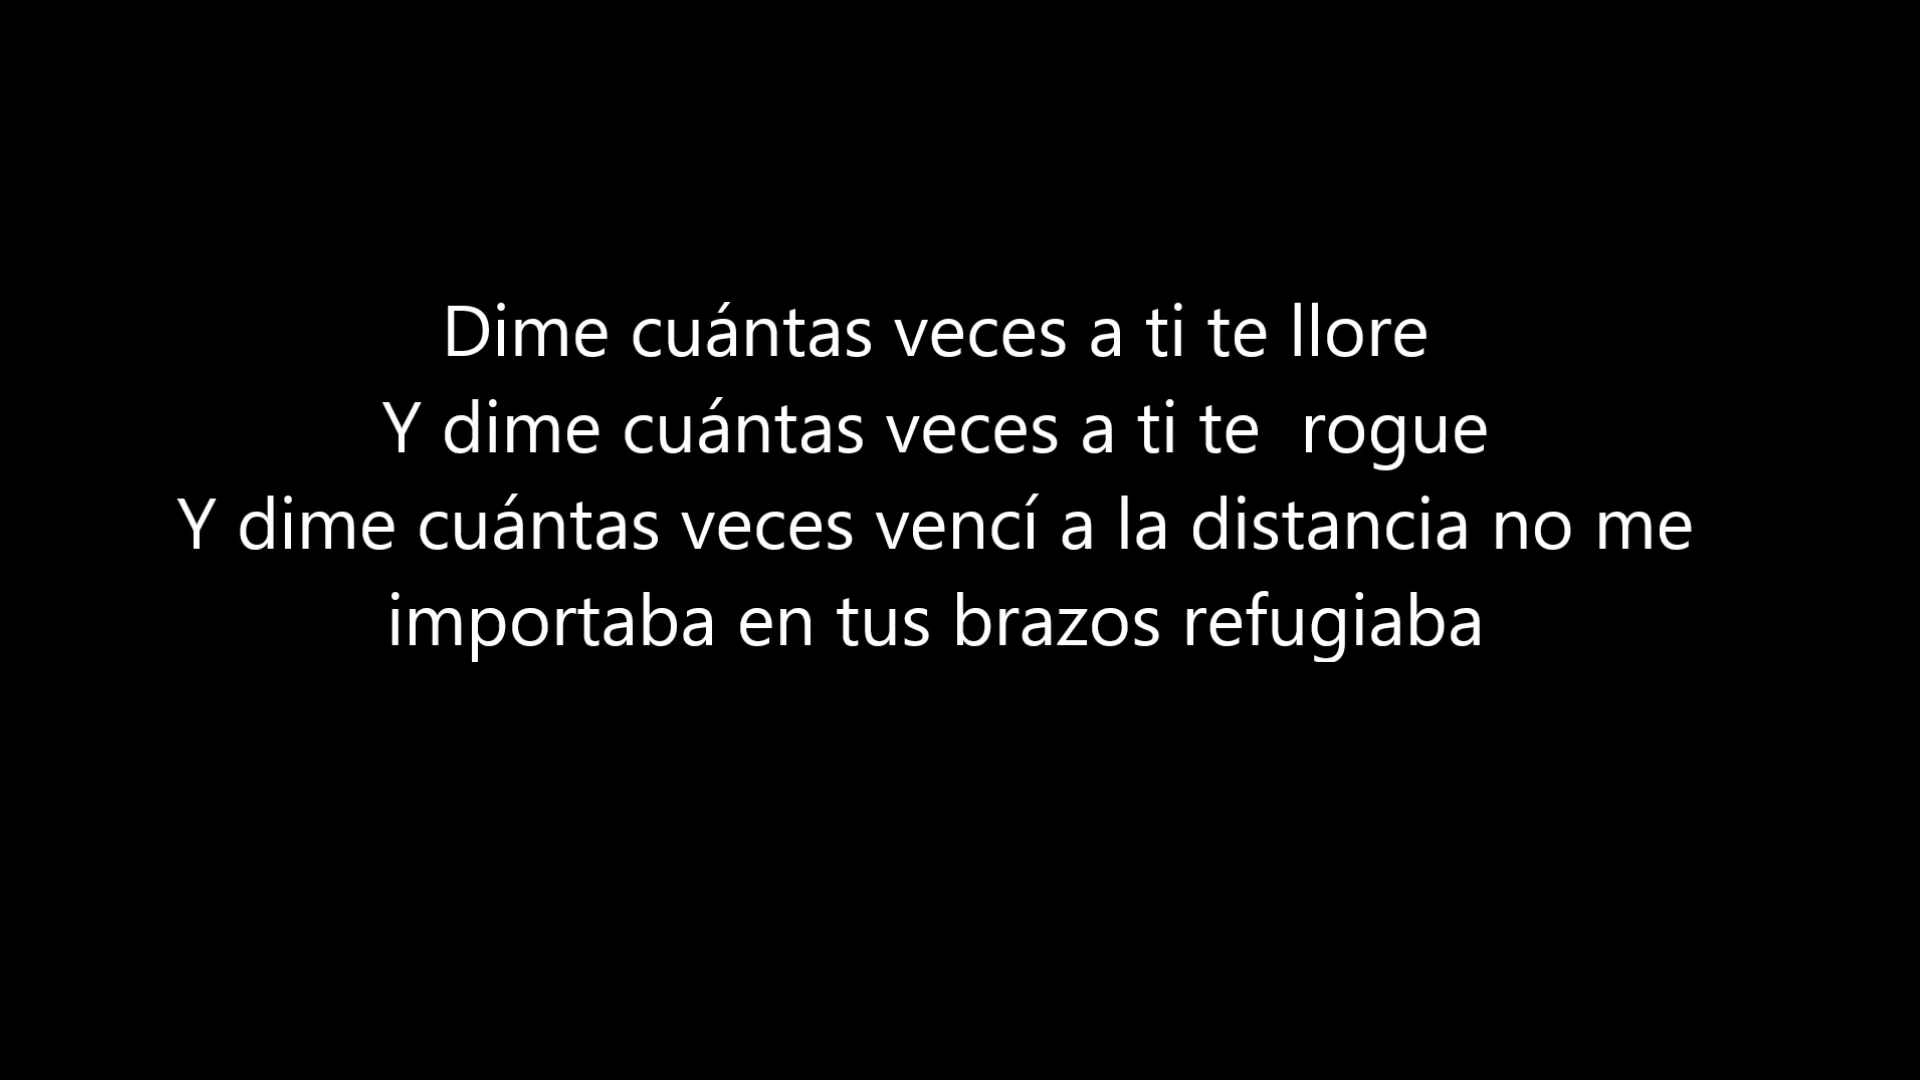 Dime cuántas veces a ti te llore
Y dime cuántas veces a ti te  rogue
Y dime cuántas veces vencí a la distancia no me
importaba en tus brazos refugiaba